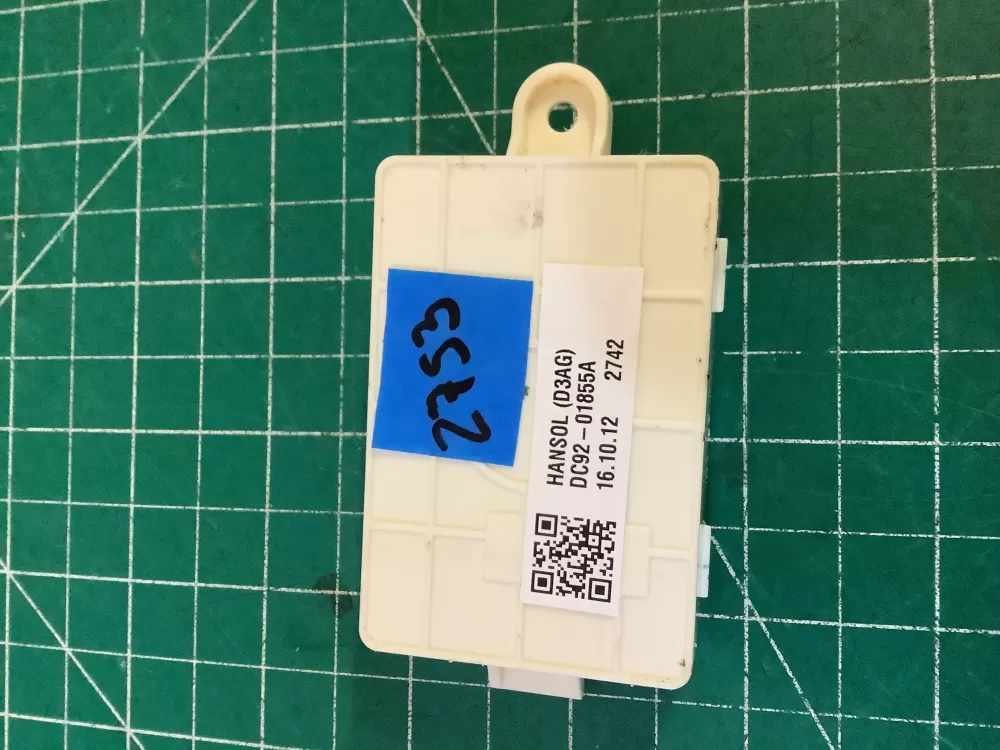 2753
HANSOL (D3AG)
DC92-01855A
16.10.12 2742